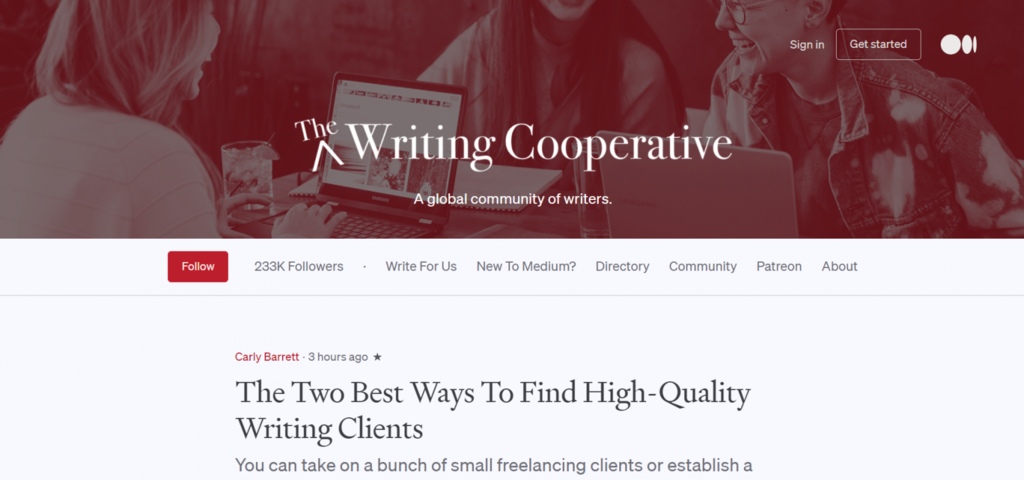 Sign in
Get started
The Writing Cooperative
A global community of writers.
Follow
233K Followers · Write For Us New To Medium? Directory Community Patreon About
Carly Barrett · 3 hours ago ★
The Two Best Ways To Find High-Quality
Writing Clients
You can take on a bunch of small freelancing clients or establish a